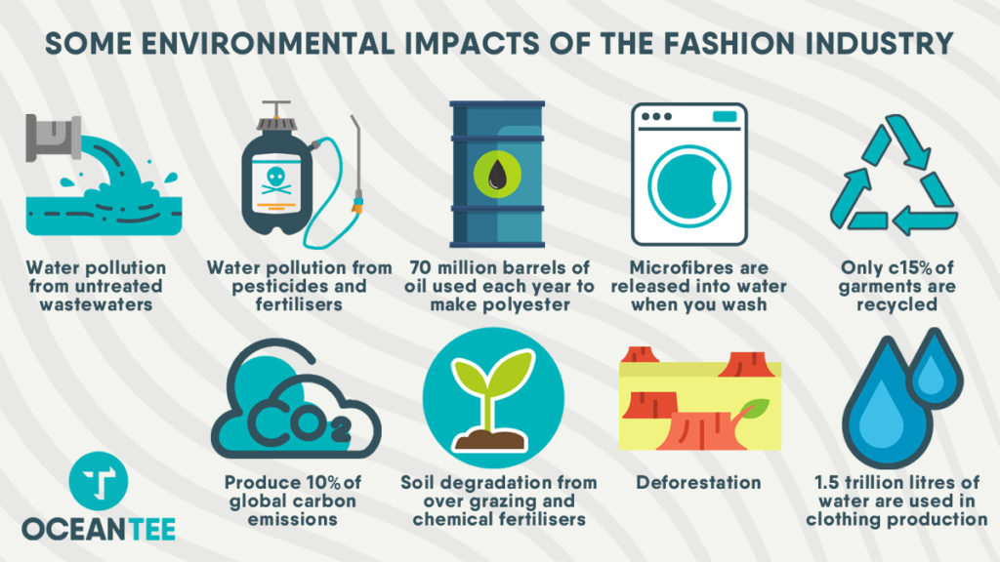 SOME ENVIRONMENTAL IMPACTS OF THE FASHION INDUSTRY
Water pollution
from untreated
wastewaters
Water pollution from
pesticides and
fertilisers
70 million barrels of
oil used each year to
make polyester
Microfibres are
released into water
when you wash
Only c15% of
garments are
recycled
CO2
Produce 10% of
global carbon
emissions
Soil degradation from
over grazing and
chemical fertilisers
Deforestation
1.5 trillion litres of
water are used in
clothing production
T
OCEANTEE